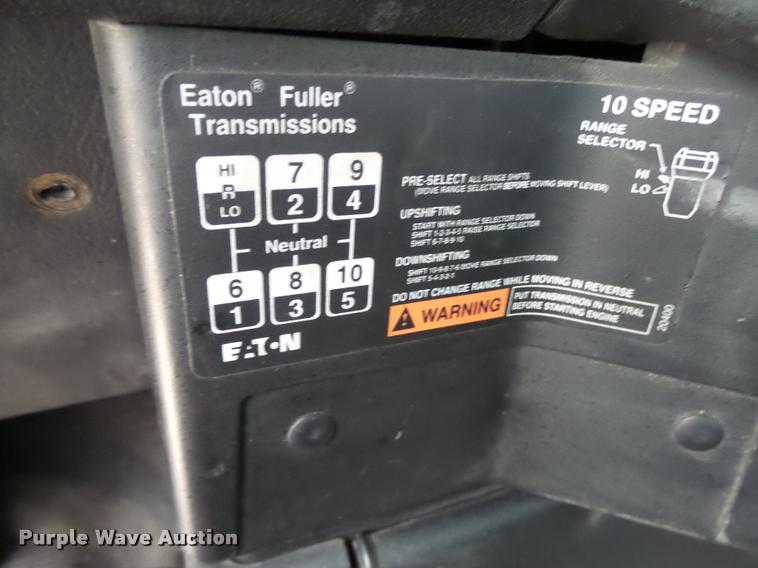 Eaton® Fuller®
Transmissions
10 SPEED
RANGE
SELECTOR
HI
LO
HI
R
LO
7
2
9
4
Neutral
6
1
8
3
10
5
EATON
PRE-SELECT ALL RANGE SHIFTS
(MOVE RANGE SELECTOR BEFORE MOVING SHIFT LEVER)
UPSHIFTING
START WITH RANGE SELECTOR DOWN
SHIFT 1-2-3-4-5 RAISE RANGE SELECTOR
SHIFT 6-7-8-9-10
DOWNSHIFTING
SHIFT 10-9-8-7-6 MOVE RANGE SELECTOR DOWN
SHIFT 5-4-3-2-1
DO NOT CHANGE RANGE WHILE MOVING IN REVERSE
WARNING
PUT TRANSMISSION IN NEUTRAL
BEFORE STARTING ENGINE
20400
Purple Wave Auction